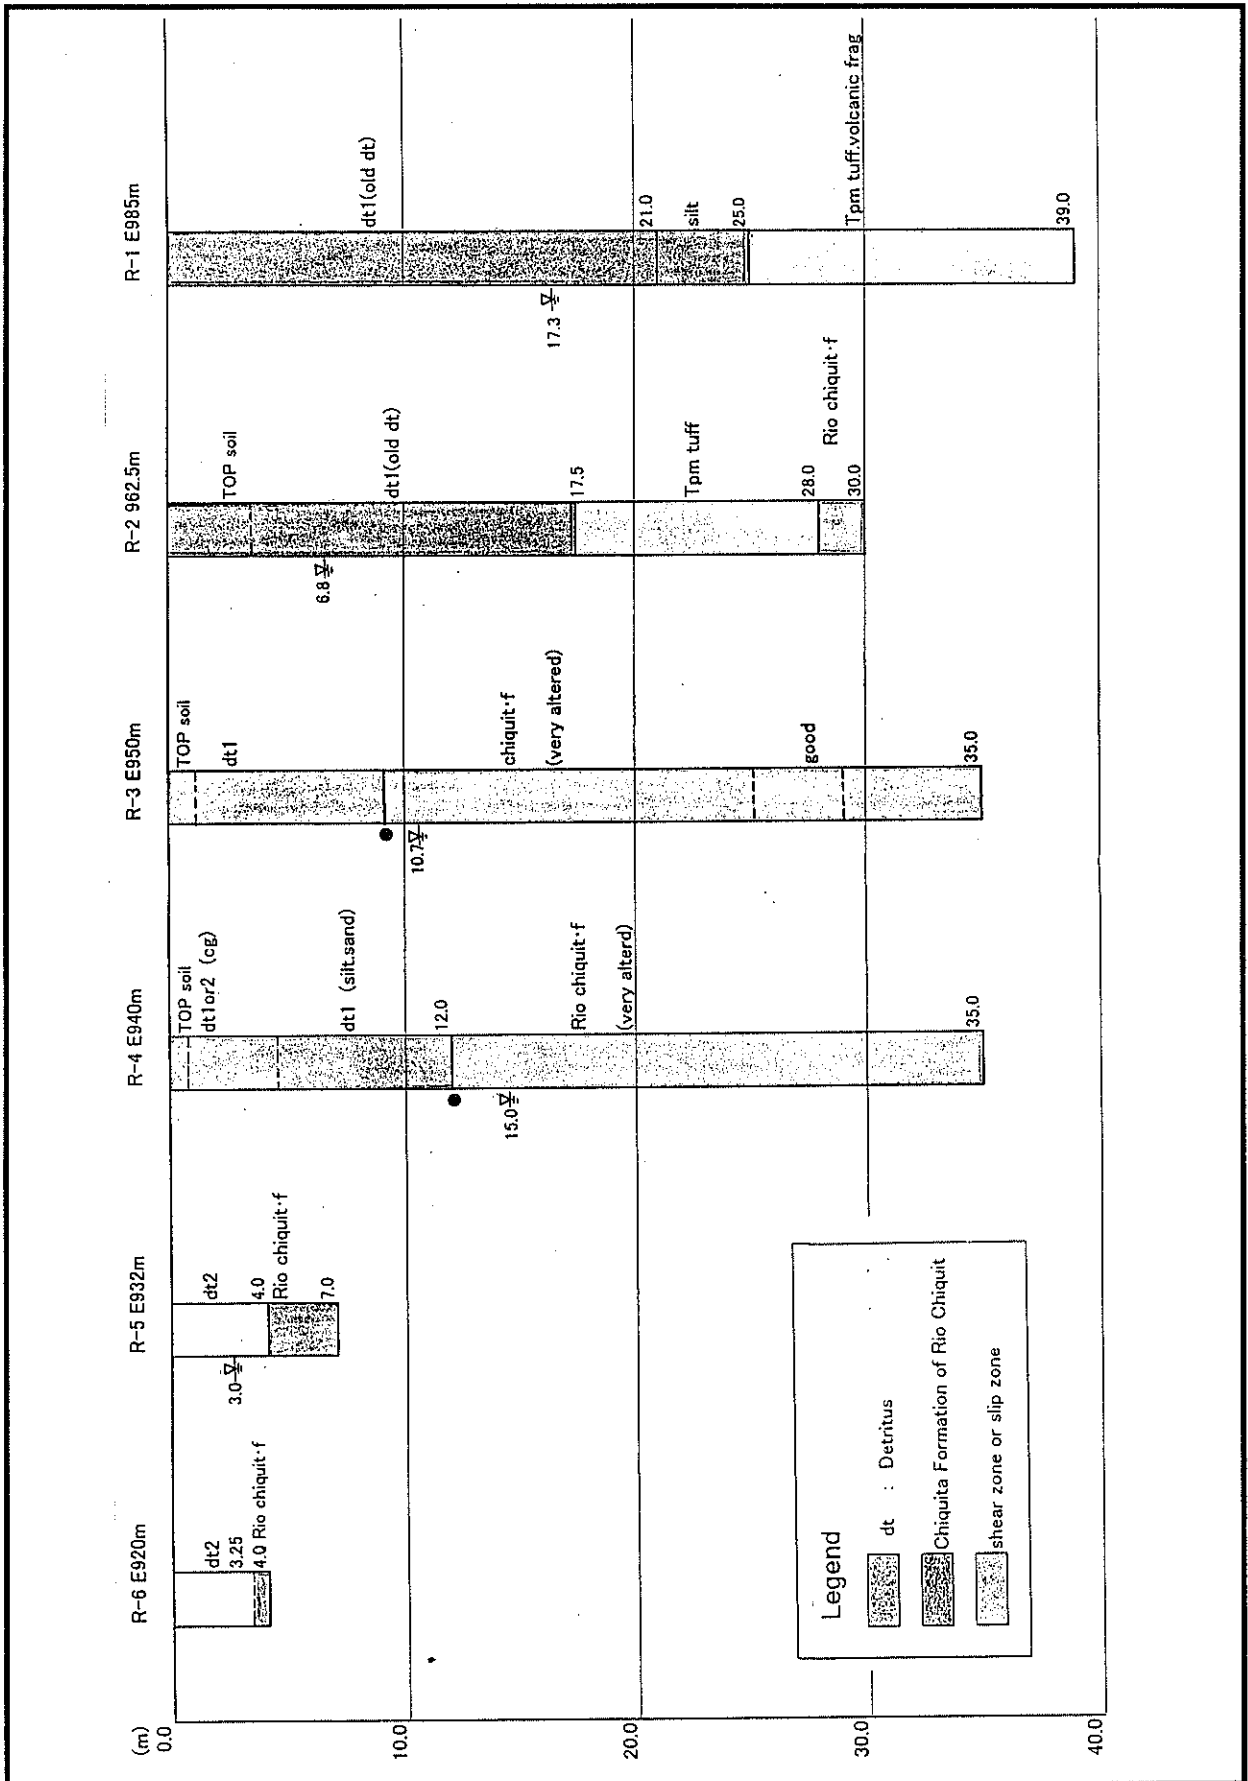 (m)
0.0
10.0
20.0
30.0
40.0
R-6 E920m
dt2
3.25
4.0 Rio chiquit·f
R-5 E932m
dt2
4.0
Rio chiquit·f
7.0
3.0
R-4 E940m
TOP soil
dt1or2 (cg)
dt1 (silt.sand)
12.0
Rio chiquit·f
(very alterd)
35.0
15.0
R-3 E950m
TOP soil
dt1
chiquit·f
(very altered)
good
35.0
10.7
R-2 962.5m
TOP soil
dt1(old dt)
17.5
Tpm tuff
28.0
Rio chiquit·f
30.0
6.8
R-1 E985m
dt1(old dt)
21.0
silt
25.0
Tpm tuff.volcanic frag
39.0
17.3
Legend
dt : Detritus
Chiquita Formation of Rio Chiquit
shear zone or slip zone